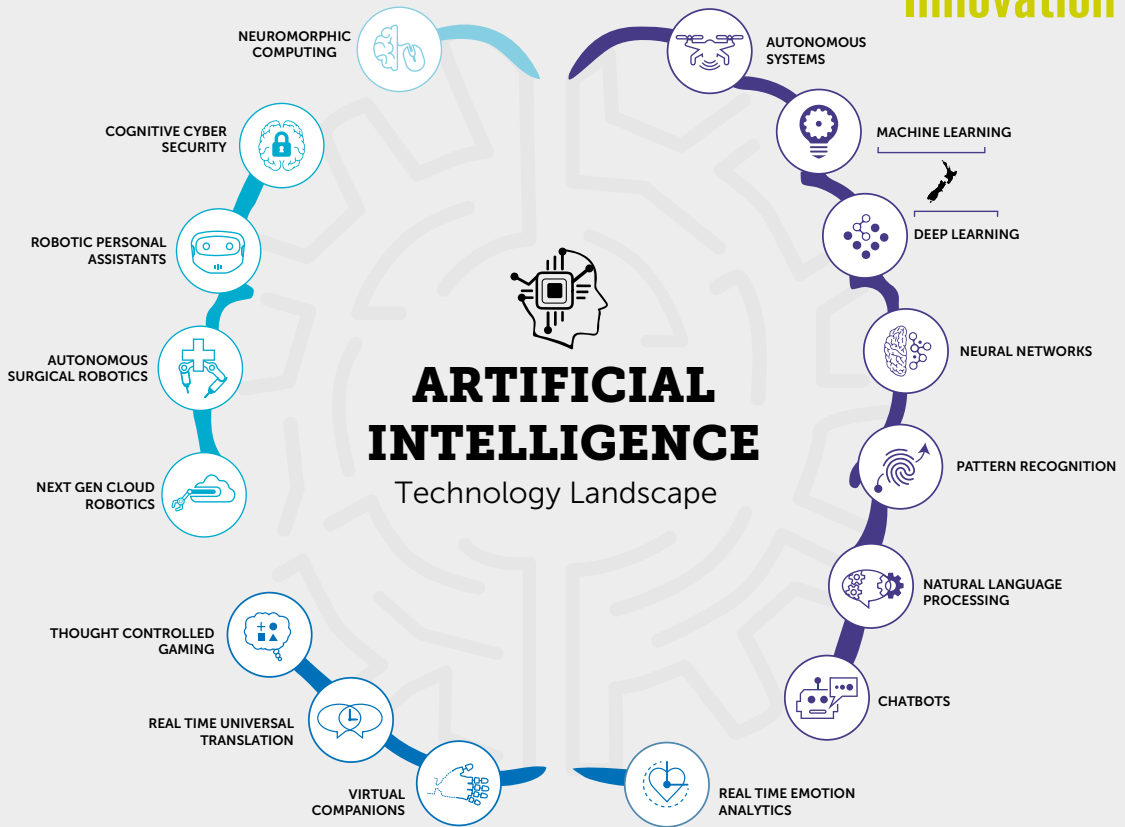 Innovation
NEUROMORPHIC
COMPUTING
AUTONOMOUS
SYSTEMS
COGNITIVE CYBER
SECURITY
MACHINE LEARNING
ROBOTIC PERSONAL
ASSISTANTS
DEEP LEARNING
AUTONOMOUS
SURGICAL ROBOTICS
NEURAL NETWORKS
ARTIFICIAL
INTELLIGENCE
Technology Landscape
NEXT GEN CLOUD
ROBOTICS
PATTERN RECOGNITION
NATURAL LANGUAGE
PROCESSING
THOUGHT CONTROLLED
GAMING
CHATBOTS
REAL TIME UNIVERSAL
TRANSLATION
VIRTUAL
COMPANIONS
REAL TIME EMOTION
ANALYTICS